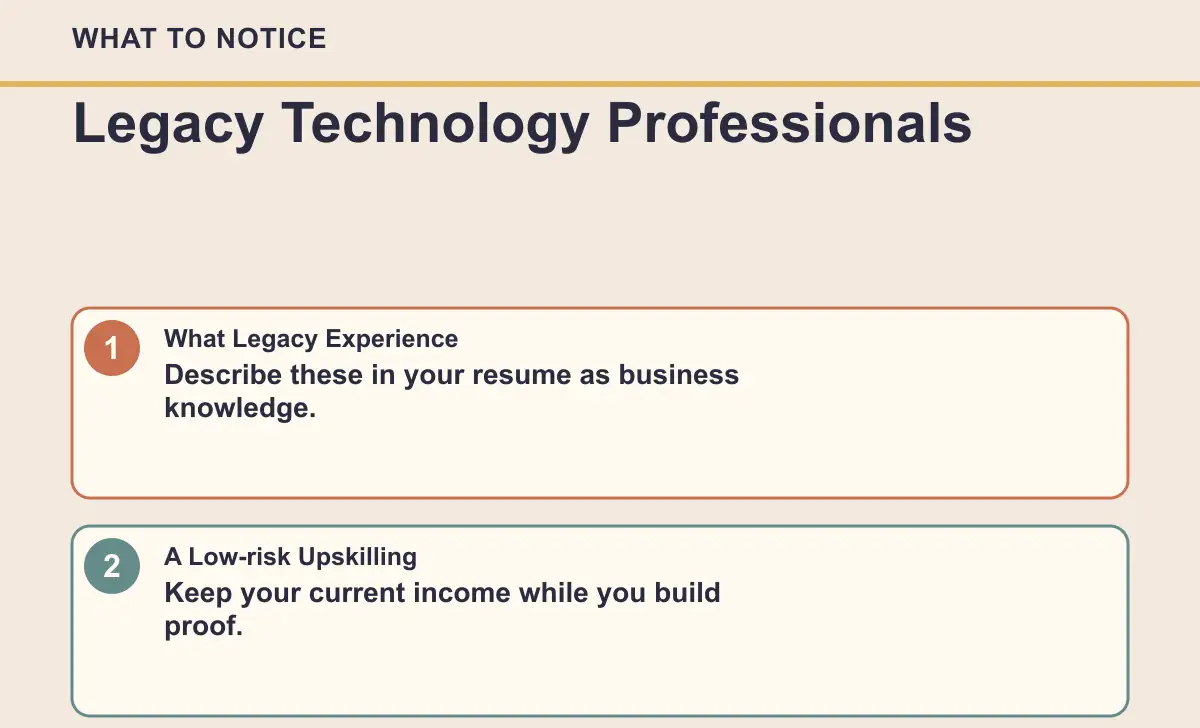 WHAT TO NOTICE
Legacy Technology Professionals
1
What Legacy Experience
Describe these in your resume as business
knowledge.
2
A Low-risk Upskilling
Keep your current income while you build
proof.